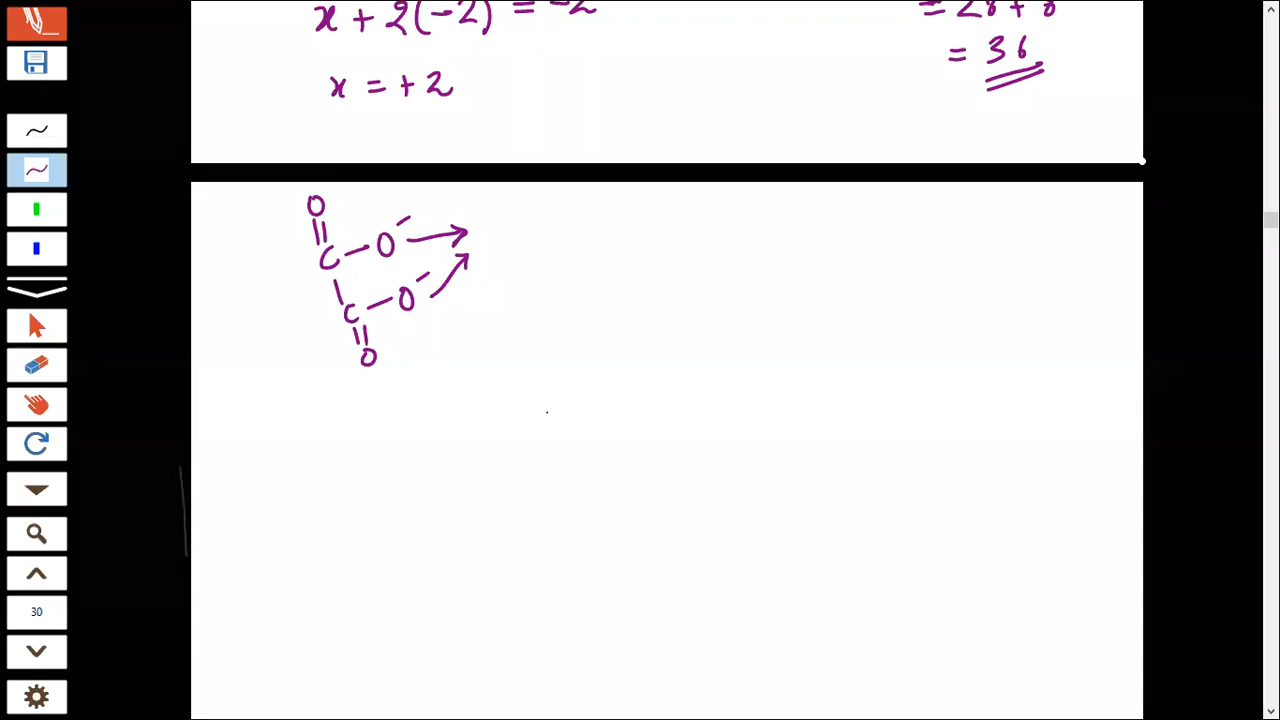 x + 2(-2) = -2
= 28 + 8
= 36
x = +2
O
C - O⁻
C - O⁻
O
30